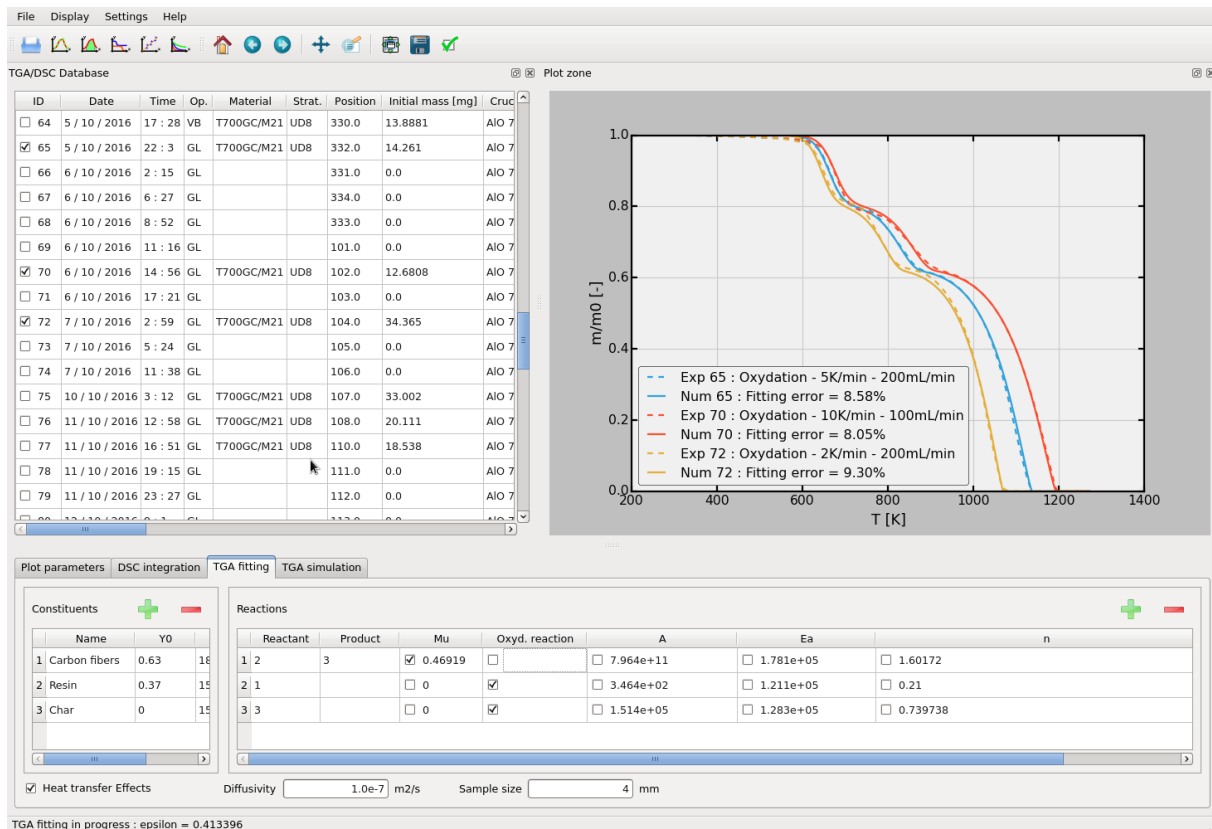 File Display Settings Help
TGA/DSC Database
Plot zone
ID Date Time Op. Material Strat. Position Initial mass [mg] Cruc
64 5 / 10 / 2016 17 : 28 VB T700GC/M21 UD8 330.0 13.8881 AlO 7
65 5 / 10 / 2016 22 : 3 GL T700GC/M21 UD8 332.0 14.261 AlO 7
66 6 / 10 / 2016 2 : 15 GL 331.0 0.0 AlO 7
67 6 / 10 / 2016 6 : 27 GL 334.0 0.0 AlO 7
68 6 / 10 / 2016 8 : 52 GL 333.0 0.0 AlO 7
69 6 / 10 / 2016 11 : 16 GL 101.0 0.0 AlO 7
70 6 / 10 / 2016 14 : 56 GL T700GC/M21 UD8 102.0 12.6808 AlO 7
71 6 / 10 / 2016 17 : 21 GL 103.0 0.0 AlO 7
72 7 / 10 / 2016 2 : 59 GL T700GC/M21 UD8 104.0 34.365 AlO 7
73 7 / 10 / 2016 5 : 24 GL 105.0 0.0 AlO 7
74 7 / 10 / 2016 11 : 38 GL 106.0 0.0 AlO 7
75 10 / 10 / 2016 3 : 12 GL T700GC/M21 UD8 107.0 33.002 AlO 7
76 11 / 10 / 2016 12 : 58 GL T700GC/M21 UD8 108.0 20.111 AlO 7
77 11 / 10 / 2016 16 : 51 GL T700GC/M21 UD8 110.0 18.538 AlO 7
78 11 / 10 / 2016 19 : 15 GL 111.0 0.0 AlO 7
79 11 / 10 / 2016 23 : 27 GL 112.0 0.0 AlO 7
1.0
0.8
0.6
0.4
0.2
0.0
m/m0 [-]
Exp 65 : Oxydation - 5K/min - 200mL/min
Num 65 : Fitting error = 8.58%
Exp 70 : Oxydation - 10K/min - 100mL/min
Num 70 : Fitting error = 8.05%
Exp 72 : Oxydation - 2K/min - 200mL/min
Num 72 : Fitting error = 9.30%
200 400 600 800 1000 1200 1400
T [K]
Plot parameters DSC integration TGA fitting TGA simulation
Constituents
Name Y0
1 Carbon fibers 0.63 18
2 Resin 0.37 15
3 Char 0 15
Reactions
Reactant Product Mu Oxyd. reaction A Ea n
1 2 3 0.46919 7.964e+11 1.781e+05 1.60172
2 1 0 3.464e+02 1.211e+05 0.21
3 3 0 1.514e+05 1.283e+05 0.739738
Heat transfer Effects Diffusivity 1.0e-7 m2/s Sample size 4 mm
TGA fitting in progress : epsilon = 0.413396